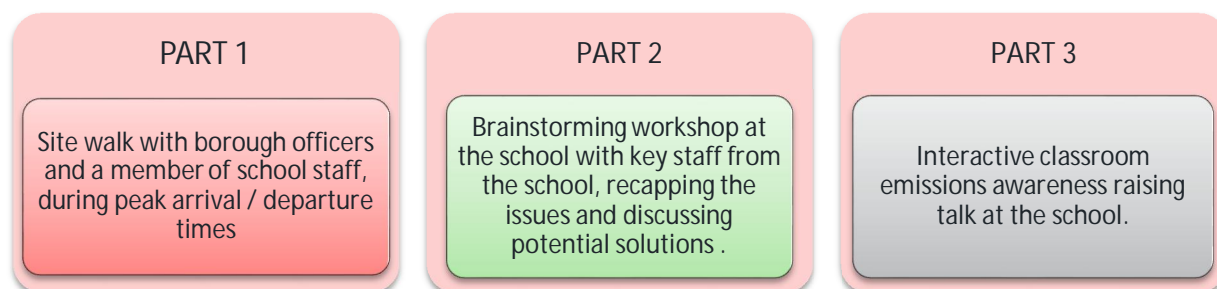 PART 1
Site walk with borough officers
and a member of school staff,
during peak arrival / departure
times
PART 2
Brainstorming workshop at
the school with key staff from
the school, recapping the
issues and discussing
potential solutions .
PART 3
Interactive classroom
emissions awareness raising
talk at the school.